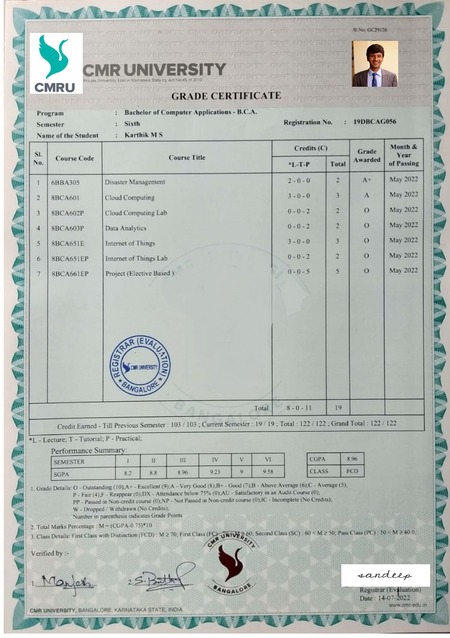 Sl.No: GC29126
CMRU
CMR UNIVERSITY
GRADE CERTIFICATE
Program : Bachelor of Computer Applications - B.C.A.
Semester : Sixth Registration No. : 19DBCAG056
Name of the Student : Karthik M S
Sl. No. Course Code Course Title Credits (C) *L-T-P Total Grade Awarded Month & Year of Passing
1 6BBA305 Disaster Management 2-0-0 2 A+ May 2022
2 8BCA601 Cloud Computing 3-0-0 3 A May 2022
3 8BCA602P Cloud Computing Lab 0-0-2 2 O May 2022
4 8BCA603P Data Analytics 0-0-2 2 O May 2022
5 8BCA651E Internet of Things 3-0-0 3 O May 2022
6 8BCA651EP Internet of Things Lab 0-0-2 2 O May 2022
7 8BCA661EP Project (Elective Based) 0-0-5 5 O May 2022
REGISTRAR (EVALUATION)
CMR UNIVERSITY
BANGALORE
Total 8-0-11 19
Credit Earned - Till Previous Semester : 103 / 103 ; Current Semester : 19 / 19 ; Total : 122 / 122 ; Grand Total : 122 / 122
*L - Lecture; T - Tutorial; P - Practical;
Performance Summary:
SEMESTER I II III IV V VI
SGPA 8.2 8.8 8.96 9.23 9 9.58
CGPA 8.96
CLASS FCD
1. Grade Details: O - Outstanding (10),A+ - Excellent (9),A - Very Good (8),B+ - Good (7),B - Above Average (6),C - Average (5),
P - Fair (4),F - Reappear (0),DX - Attendance below 75% (0),AU - Satisfactory in an Audit Course (0),
PP - Passed in Non-credit course (0),NP - Not Passed in Non-credit course (0),IC - Incomplete (No Credits);
W - Dropped / Withdrawn (No Credits);
Number in parenthesis indicates Grade Points
2. Total Marks Percentage : M = (CGPA-0.75)*10
3. Class Details: First Class with Distinction (FCD) : M ≥ 70; First Class (FC) 60; Second Class (SC) : 60 < M ≥ 50; Pass Class (PC) : 50 < M ≥ 40.0.
CMR UNIVERSITY
BANGALORE
Verified by :-
1. Manjesh
2.
sandeep
Registrar (Evaluation)
Date : 14-07-2022
CMR UNIVERSITY, BANGALORE, KARNATAKA STATE, INDIA.
www.cmr.edu.in